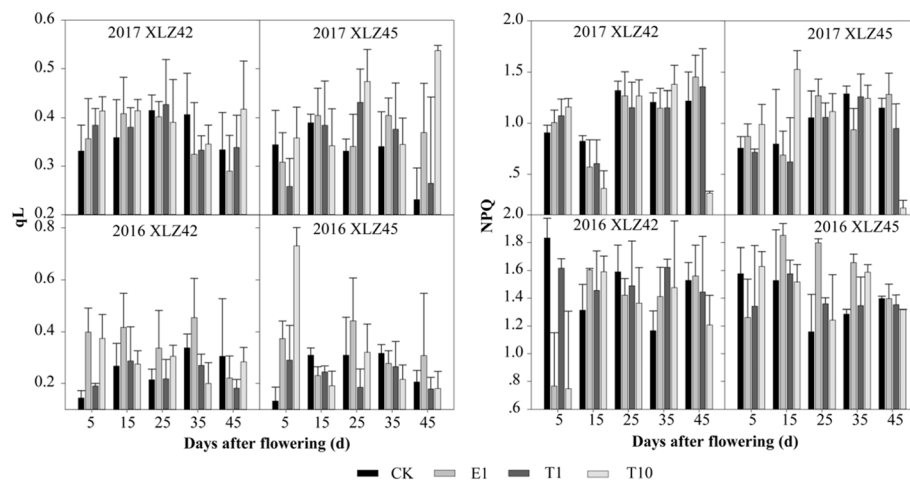 2017 XLZ42
2017 XLZ45
0.6
0.5
0.4
0.3
0.2
qL
2016 XLZ42
2016 XLZ45
0.8
0.6
0.4
0.2
5 15 25 35 45
5 15 25 35 45
Days after flowering (d)
2017 XLZ42
2017 XLZ45
2.0
1.5
1.0
.5
2.0
NPQ
2016 XLZ42
2016 XLZ45
1.8
1.6
1.4
1.2
1.0
.6
5 15 25 35 45
5 15 25 35 45
Days after flowering (d)
CK E1 T1 T10